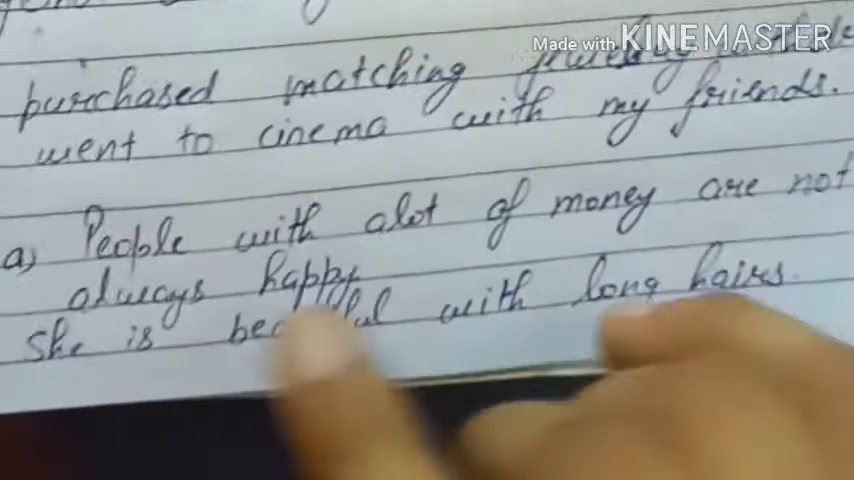 Made with KINEMASTER
purchased matching
went to cinema with my friends.
a) People with alot of money are not
always happy
She is with long hairs.